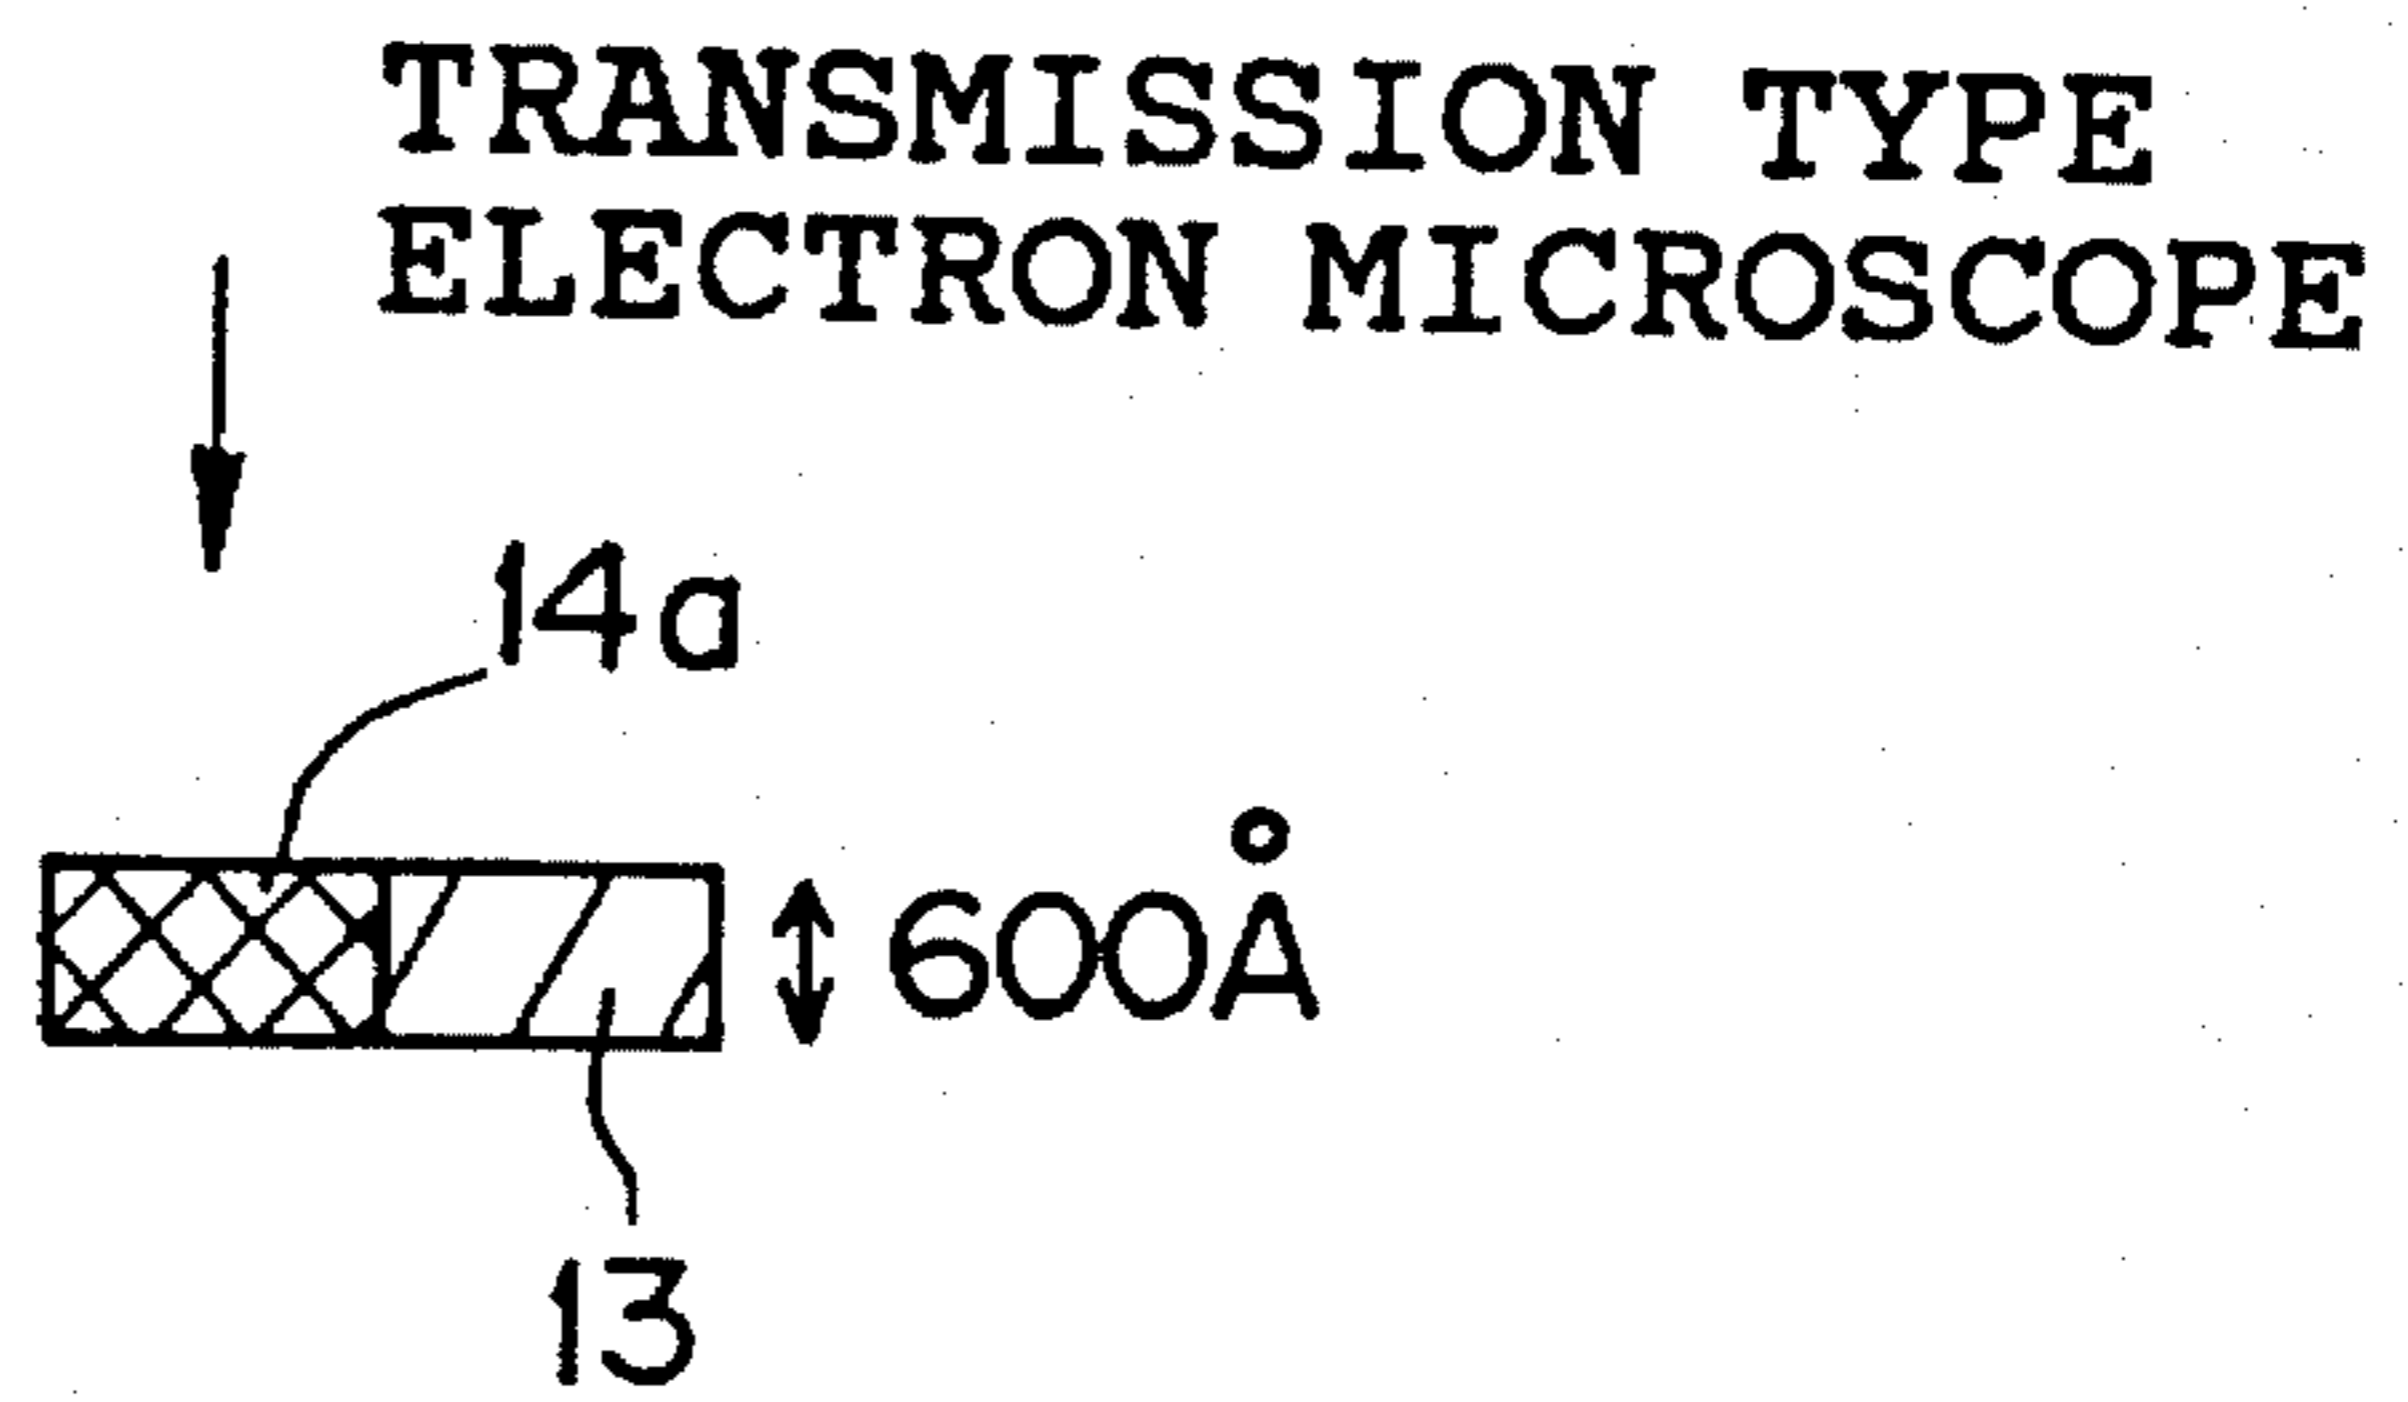 TRANSMISSION TYPE
ELECTRON MICROSCOPE
14a
600Å
13